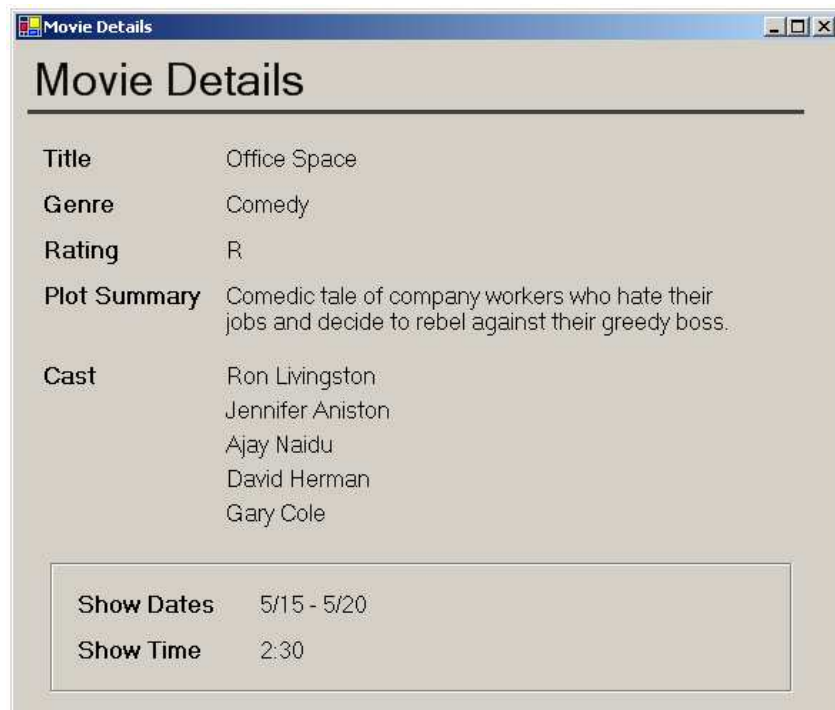 Movie Details
Movie Details
Title Office Space
Genre Comedy
Rating R
Plot Summary Comedic tale of company workers who hate their
jobs and decide to rebel against their greedy boss.
Cast Ron Livingston
Jennifer Aniston
Ajay Naidu
David Herman
Gary Cole
Show Dates 5/15 - 5/20
Show Time 2:30